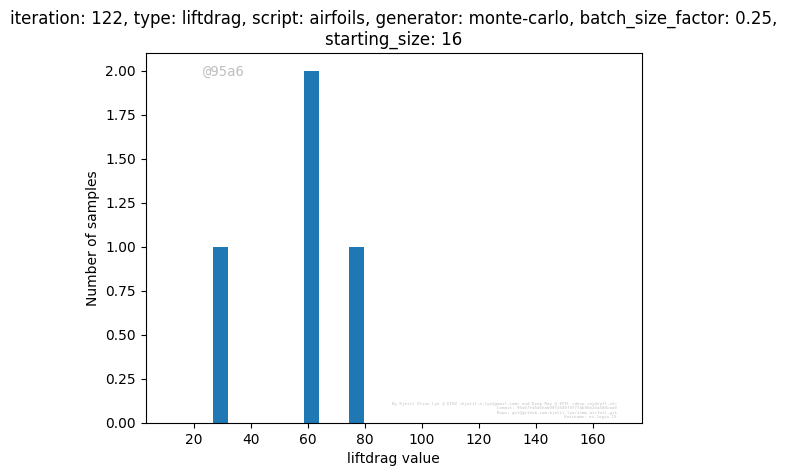 iteration: 122, type: liftdrag, script: airfoils, generator: monte-carlo, batch_size_factor: 0.25,
starting_size: 16
@95a6
2.00
1.75
1.50
1.25
1.00
0.75
0.50
0.25
0.00
Number of samples
20 40 60 80 100 120 140 160
liftdrag value